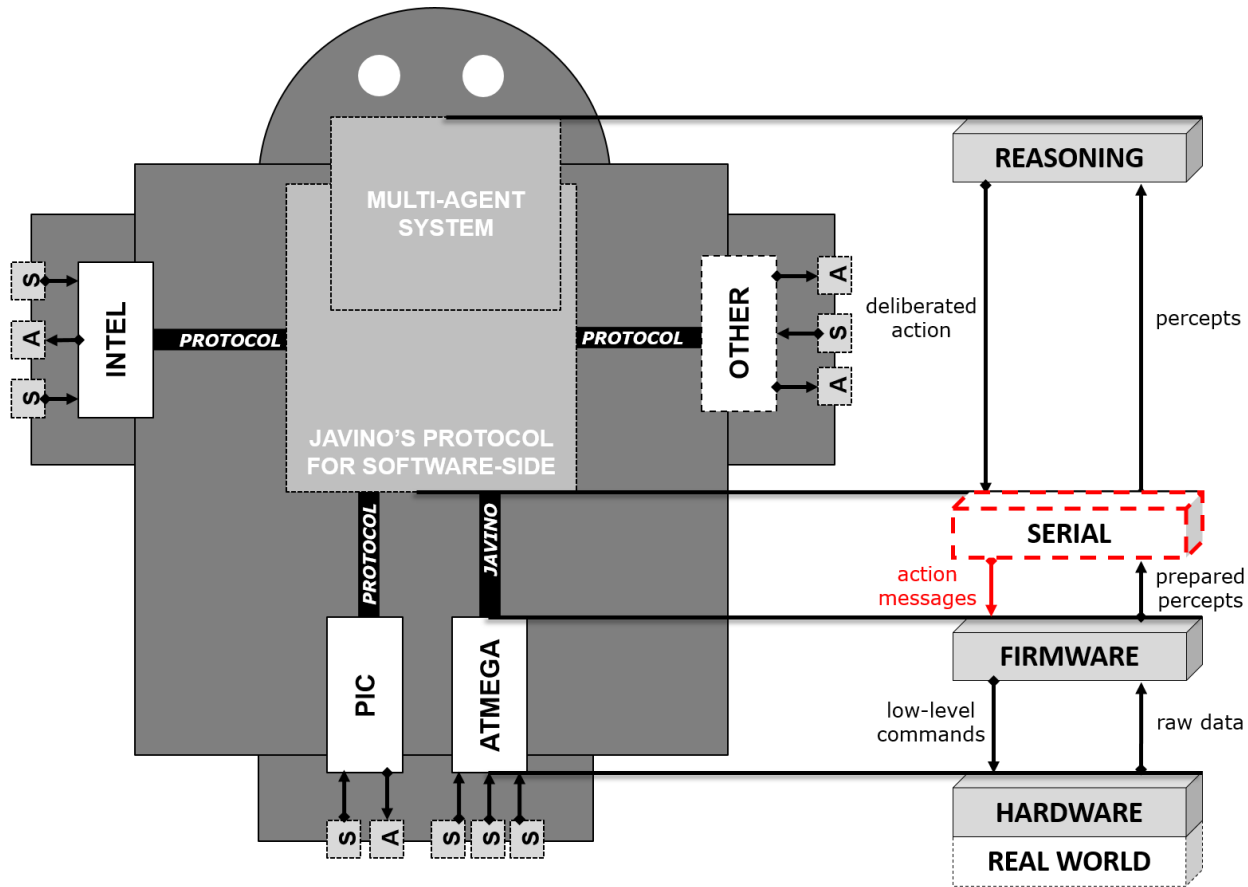 MULTI-AGENT
SYSTEM
JAVINO'S PROTOCOL
FOR SOFTWARE-SIDE
S
A
S
INTEL
PROTOCOL
PROTOCOL
OTHER
A
S
A
PROTOCOL
JAVINO
PIC
ATMEGA
S
A
S
S
S
REASONING
deliberated
action
percepts
SERIAL
action
messages
prepared
percepts
FIRMWARE
low-level
commands
raw data
HARDWARE
REAL WORLD